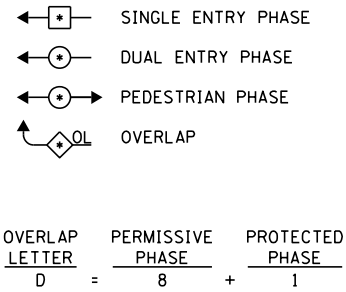 * SINGLE ENTRY PHASE
* DUAL ENTRY PHASE
* PEDESTRIAN PHASE
* OL OVERLAP
OVERLAP PERMISSIVE PROTECTED
LETTER PHASE PHASE
D = 8 + 1